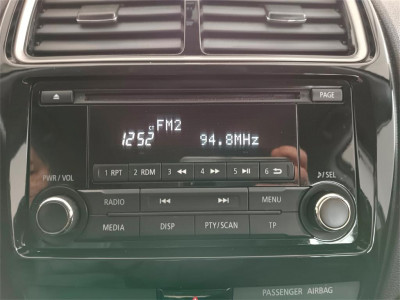 PAGE
FM2
12:52 94.8MHz
1 RPT 2 RDM 3 ◀◀ 4 ▶▶ 5 ▶/II 6 ↩
PWR / VOL
♪/SEL
RADIO |◀◀ ▶▶| MENU
MEDIA DISP PTY/SCAN TP
PASSENGER AIRBAG